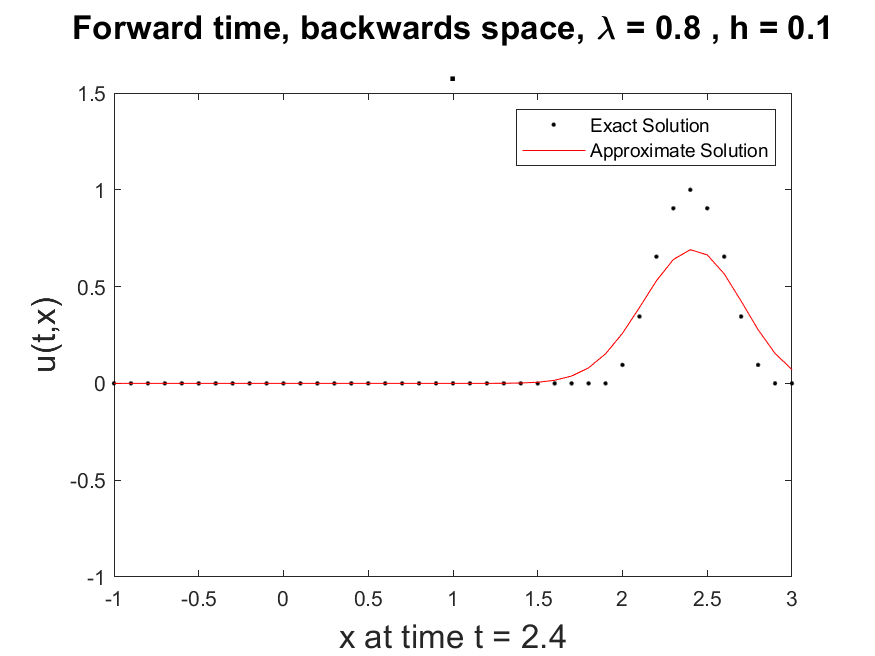 Forward time, backwards space, λ = 0.8 , h = 0.1
.
1.5
Exact Solution
Approximate Solution
1
0.5
u(t,x)
0
-0.5
-1
-1 -0.5 0 0.5 1 1.5 2 2.5 3
x at time t = 2.4